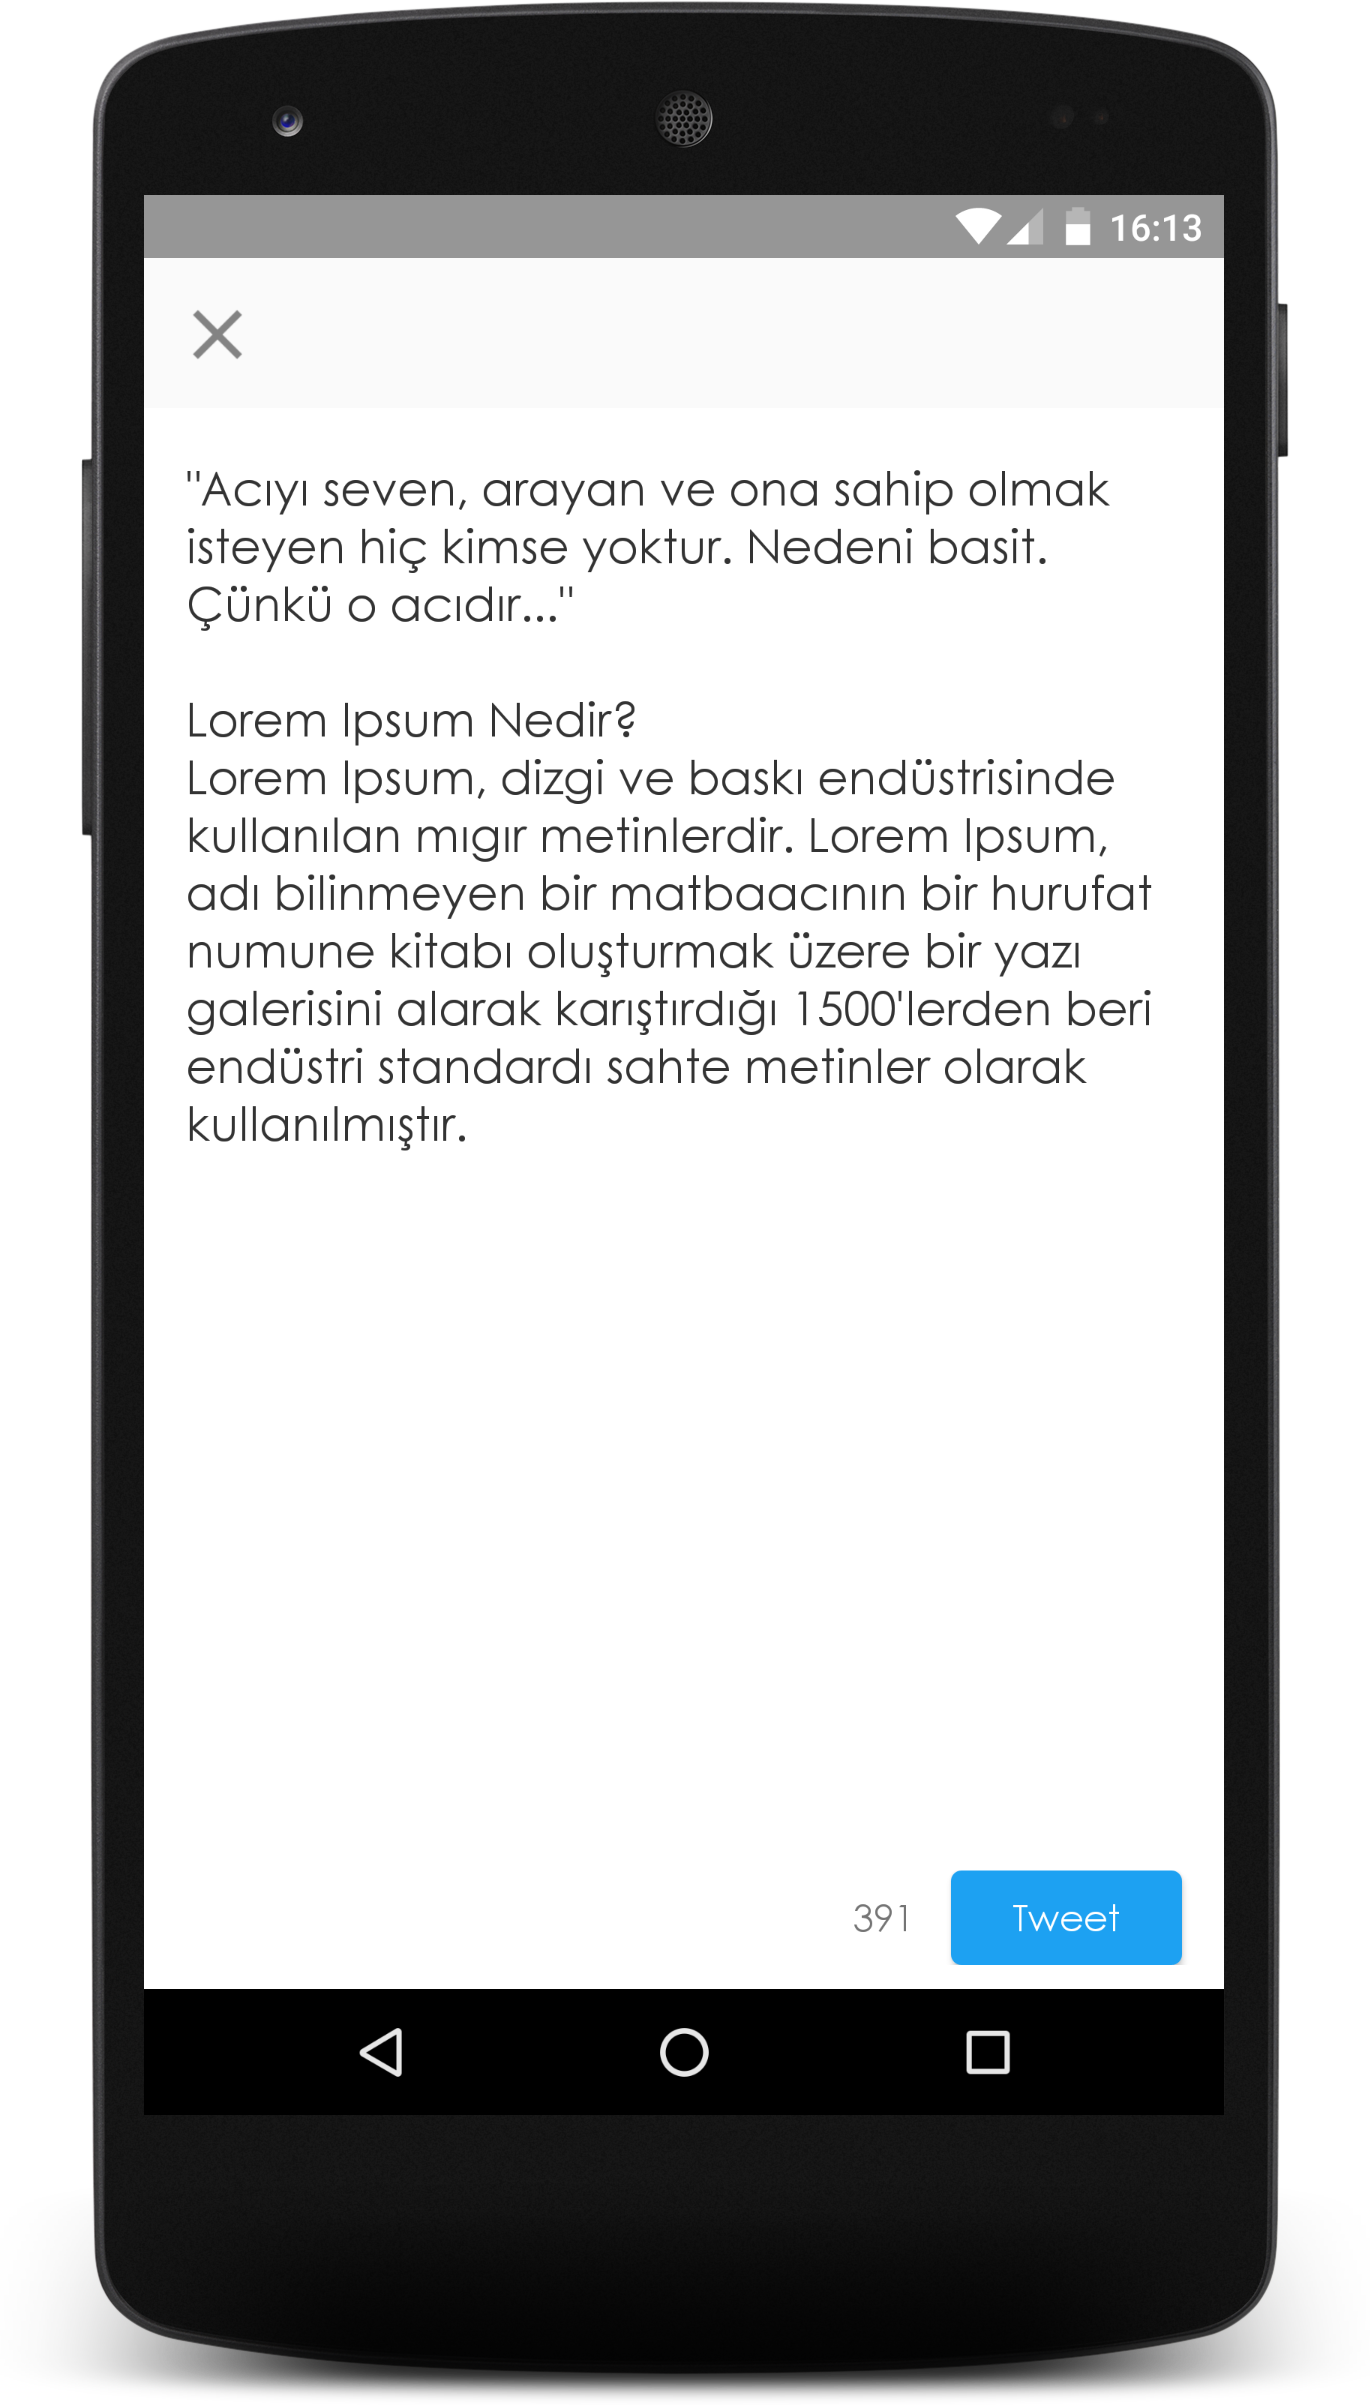 16:13
"Acıyı seven, arayan ve ona sahip olmak
isteyen hiç kimse yoktur. Nedeni basit.
Çünkü o acıdır..."
Lorem Ipsum Nedir?
Lorem Ipsum, dizgi ve baskı endüstrisinde
kullanılan mıgır metinlerdir. Lorem Ipsum,
adı bilinmeyen bir matbaacının bir hurufat
numune kitabı oluşturmak üzere bir yazı
galerisini alarak karıştırdığı 1500'lerden beri
endüstri standardı sahte metinler olarak
kullanılmıştır.
391 Tweet